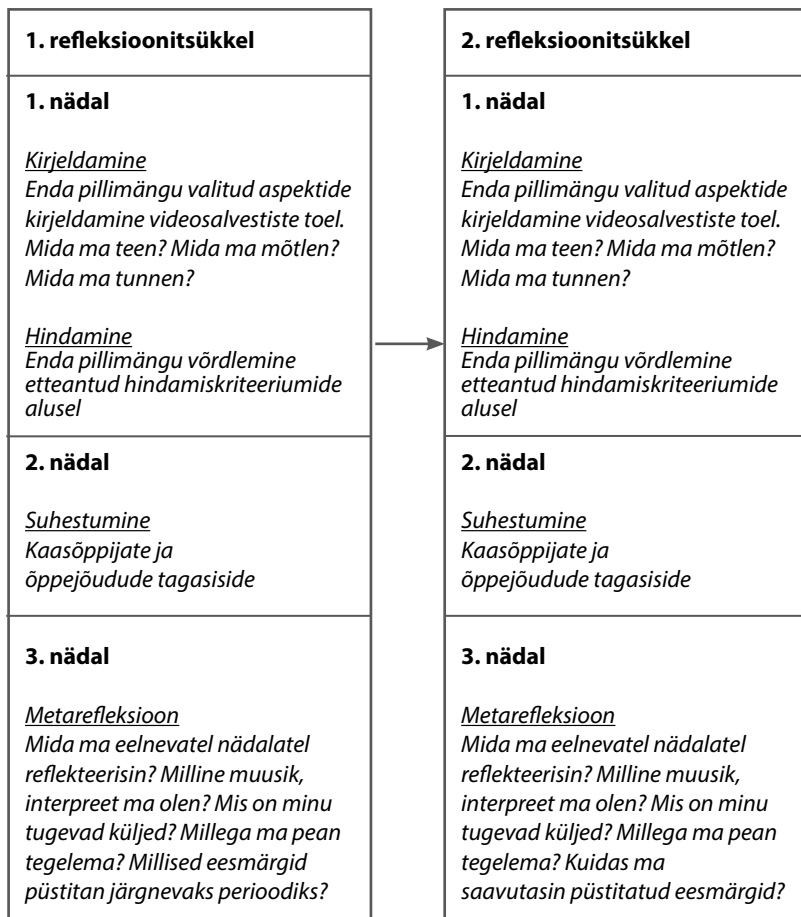 1. refleksioonitsükkel
1. nädal
Kirjeldamine
Enda pillimängu valitud aspektide
kirjeldamine videosalvestiste toel.
Mida ma teen? Mida ma mõtlen?
Mida ma tunnen?
Hindamine
Enda pillimängu võrdlemine
etteantud hindamiskriteeriumide
alusel
2. nädal
Suhestumine
Kaasõppijate ja
õppejõudude tagasiside
3. nädal
Metarefleksioon
Mida ma eelnevatel nädalatel
reflekteerisin? Milline muusik,
interpreet ma olen? Mis on minu
tugevad küljed? Millega ma pean
tegelema? Millised eesmärgid
püstitan järgnevaks perioodiks?
2. refleksioonitsükkel
1. nädal
Kirjeldamine
Enda pillimängu valitud aspektide
kirjeldamine videosalvestiste toel.
Mida ma teen? Mida ma mõtlen?
Mida ma tunnen?
Hindamine
Enda pillimängu võrdlemine
etteantud hindamiskriteeriumide
alusel
2. nädal
Suhestumine
Kaasõppijate ja
õppejõudude tagasiside
3. nädal
Metarefleksioon
Mida ma eelnevatel nädalatel
reflekteerisin? Milline muusik,
interpreet ma olen? Mis on minu
tugevad küljed? Millega ma pean
tegelema? Kuidas ma
saavutasin püstitatud eesmärgid?